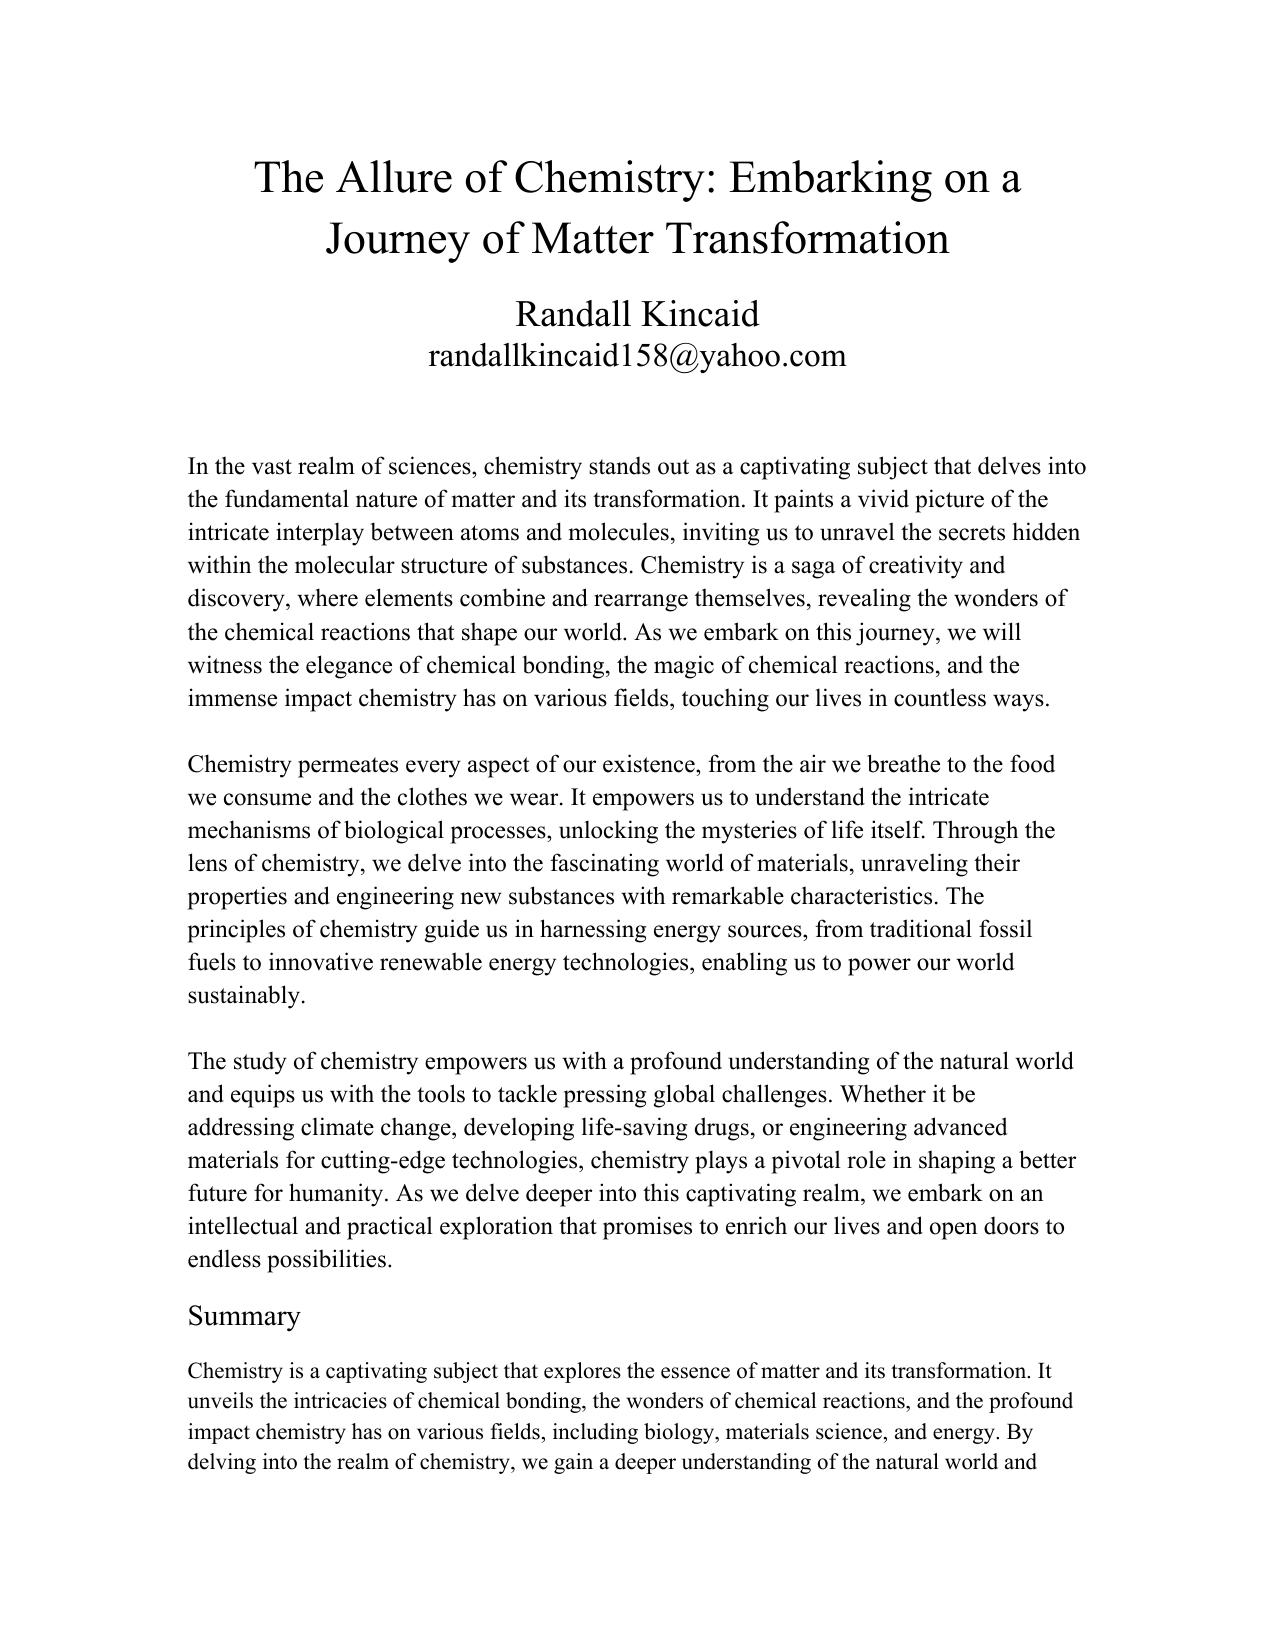 The Allure of Chemistry: Embarking on a
Journey of Matter Transformation
Randall Kincaid
randallkincaid158@yahoo.com
In the vast realm of sciences, chemistry stands out as a captivating subject that delves into
the fundamental nature of matter and its transformation. It paints a vivid picture of the
intricate interplay between atoms and molecules, inviting us to unravel the secrets hidden
within the molecular structure of substances. Chemistry is a saga of creativity and
discovery, where elements combine and rearrange themselves, revealing the wonders of
the chemical reactions that shape our world. As we embark on this journey, we will
witness the elegance of chemical bonding, the magic of chemical reactions, and the
immense impact chemistry has on various fields, touching our lives in countless ways.
Chemistry permeates every aspect of our existence, from the air we breathe to the food
we consume and the clothes we wear. It empowers us to understand the intricate
mechanisms of biological processes, unlocking the mysteries of life itself. Through the
lens of chemistry, we delve into the fascinating world of materials, unraveling their
properties and engineering new substances with remarkable characteristics. The
principles of chemistry guide us in harnessing energy sources, from traditional fossil
fuels to innovative renewable energy technologies, enabling us to power our world
sustainably.
The study of chemistry empowers us with a profound understanding of the natural world
and equips us with the tools to tackle pressing global challenges. Whether it be
addressing climate change, developing life-saving drugs, or engineering advanced
materials for cutting-edge technologies, chemistry plays a pivotal role in shaping a better
future for humanity. As we delve deeper into this captivating realm, we embark on an
intellectual and practical exploration that promises to enrich our lives and open doors to
endless possibilities.
Summary
Chemistry is a captivating subject that explores the essence of matter and its transformation. It
unveils the intricacies of chemical bonding, the wonders of chemical reactions, and the profound
impact chemistry has on various fields, including biology, materials science, and energy. By
delving into the realm of chemistry, we gain a deeper understanding of the natural world and